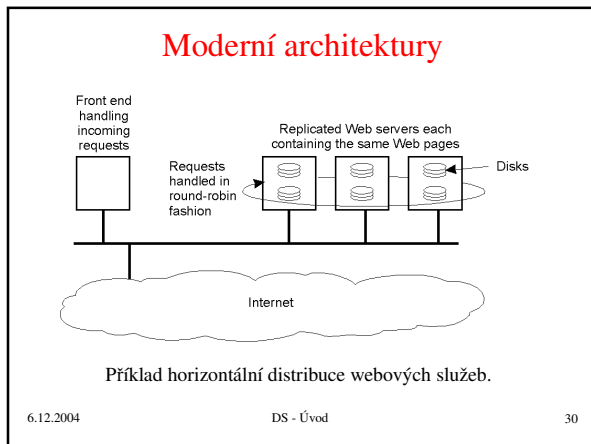 Moderní architektury
Front end
handling
incoming
requests
Replicated Web servers each
containing the same Web pages
Requests
handled in
round-robin
fashion
Disks
Internet
Příklad horizontální distribuce webových služeb.
6.12.2004
DS - Úvod
30